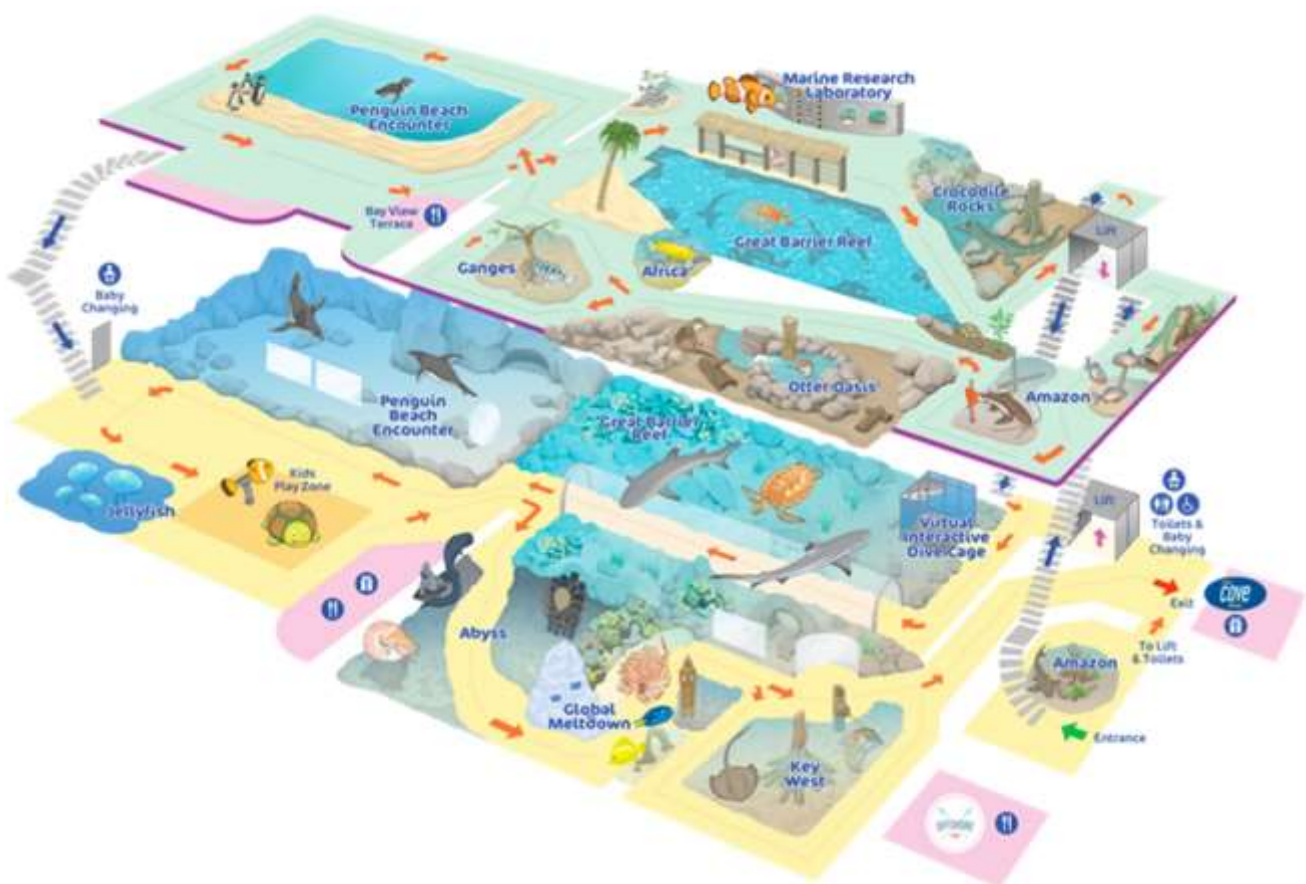 Marine Research
Laboratory
Penguin Beach
Encounter
Crocodile
Rocks
Bay View
Terrace
Lift
Great Barrier Reef
Ganges
Africa
Baby
Changing
Otter Oasis
Amazon
Penguin
Beach
Encounter
Great Barrier
Reef
Kids
Play Zone
Jellyfish
Virtual
Interactive
Dive Cage
Lift
Toilets &
Baby
Changing
Exit
Cove
To Lift
& Toilets
Abyss
Amazon
Global
Meltdown
Entrance
Key
West